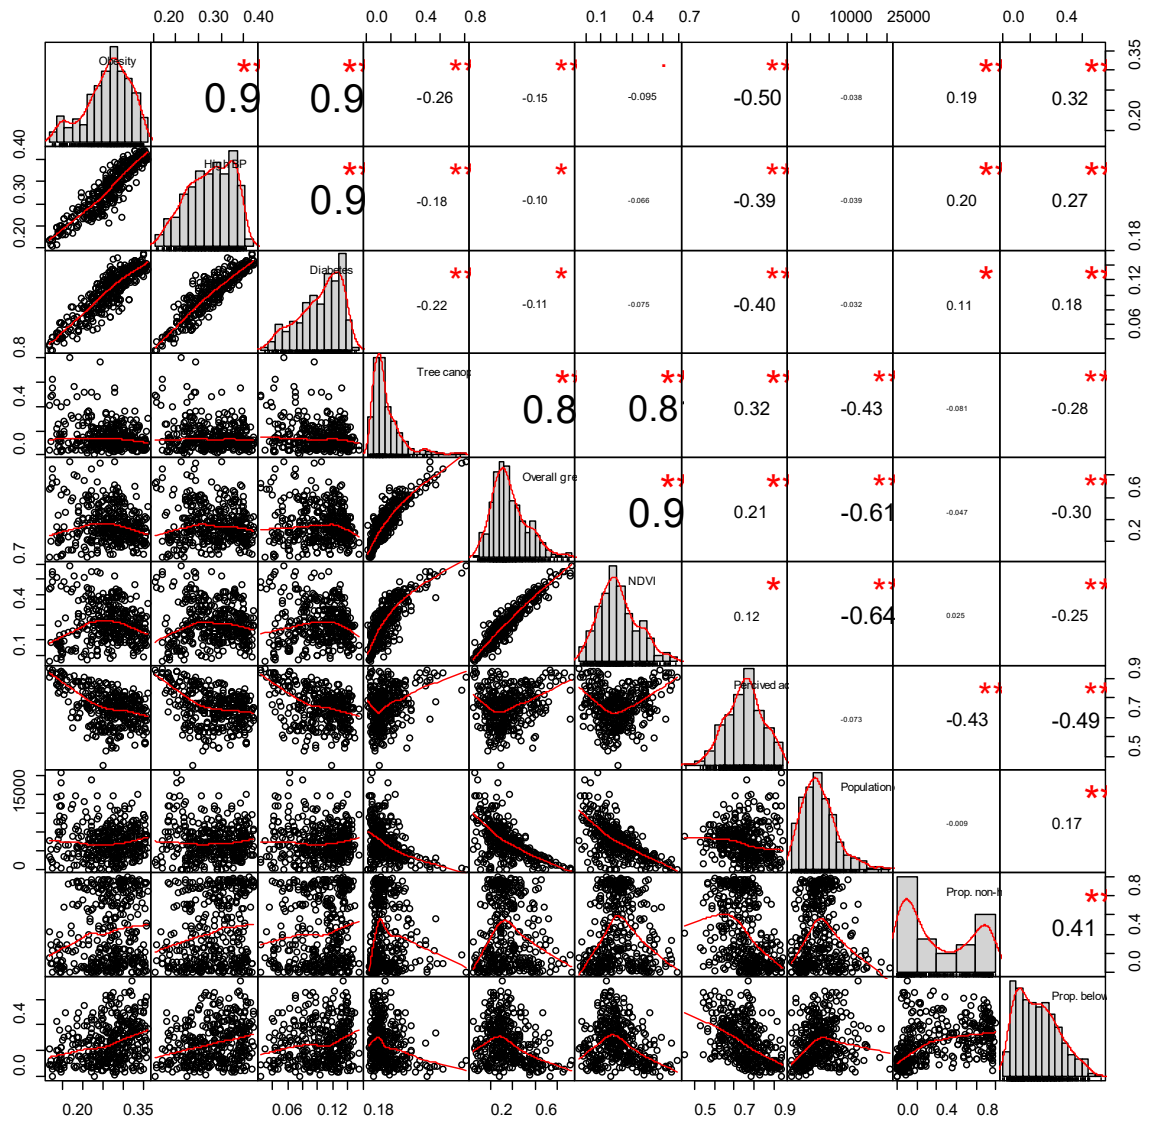 0.20 0.30 0.40 0.0 0.4 0.8 0.1 0.4 0.7 0 10000 25000 0.0 0.4
Obesity 0.9 ** 0.9 ** -0.26 ** -0.15 ** -0.095 . -0.50 ** -0.038 0.19 ** 0.32 ** 0.20 0.35
0.20 0.30 0.40 High BP 0.9 ** -0.18 ** -0.10 * -0.066 -0.39 ** -0.039 0.20 ** 0.27 **
Diabetes -0.22 ** -0.11 * -0.075 -0.40 ** -0.032 0.11 * 0.18 ** 0.06 0.12 0.18
0.0 0.4 0.8 Tree canop 0.8 ** 0.8 ** 0.32 ** -0.43 ** -0.081 -0.28 **
Overall gre 0.9 ** 0.21 ** -0.61 ** -0.047 -0.30 ** 0.2 0.6
0.1 0.4 0.7 NDVI 0.12 * -0.64 ** 0.025 -0.25 **
Percived ac -0.073 -0.43 ** -0.49 ** 0.5 0.7 0.9
0 15000 Population -0.009 0.17 **
Prop. non-h 0.41 ** 0.0 0.4 0.8
0.0 0.4 Prop. below
0.20 0.35 0.06 0.12 0.18 0.2 0.6 0.5 0.7 0.9 0.0 0.4 0.8